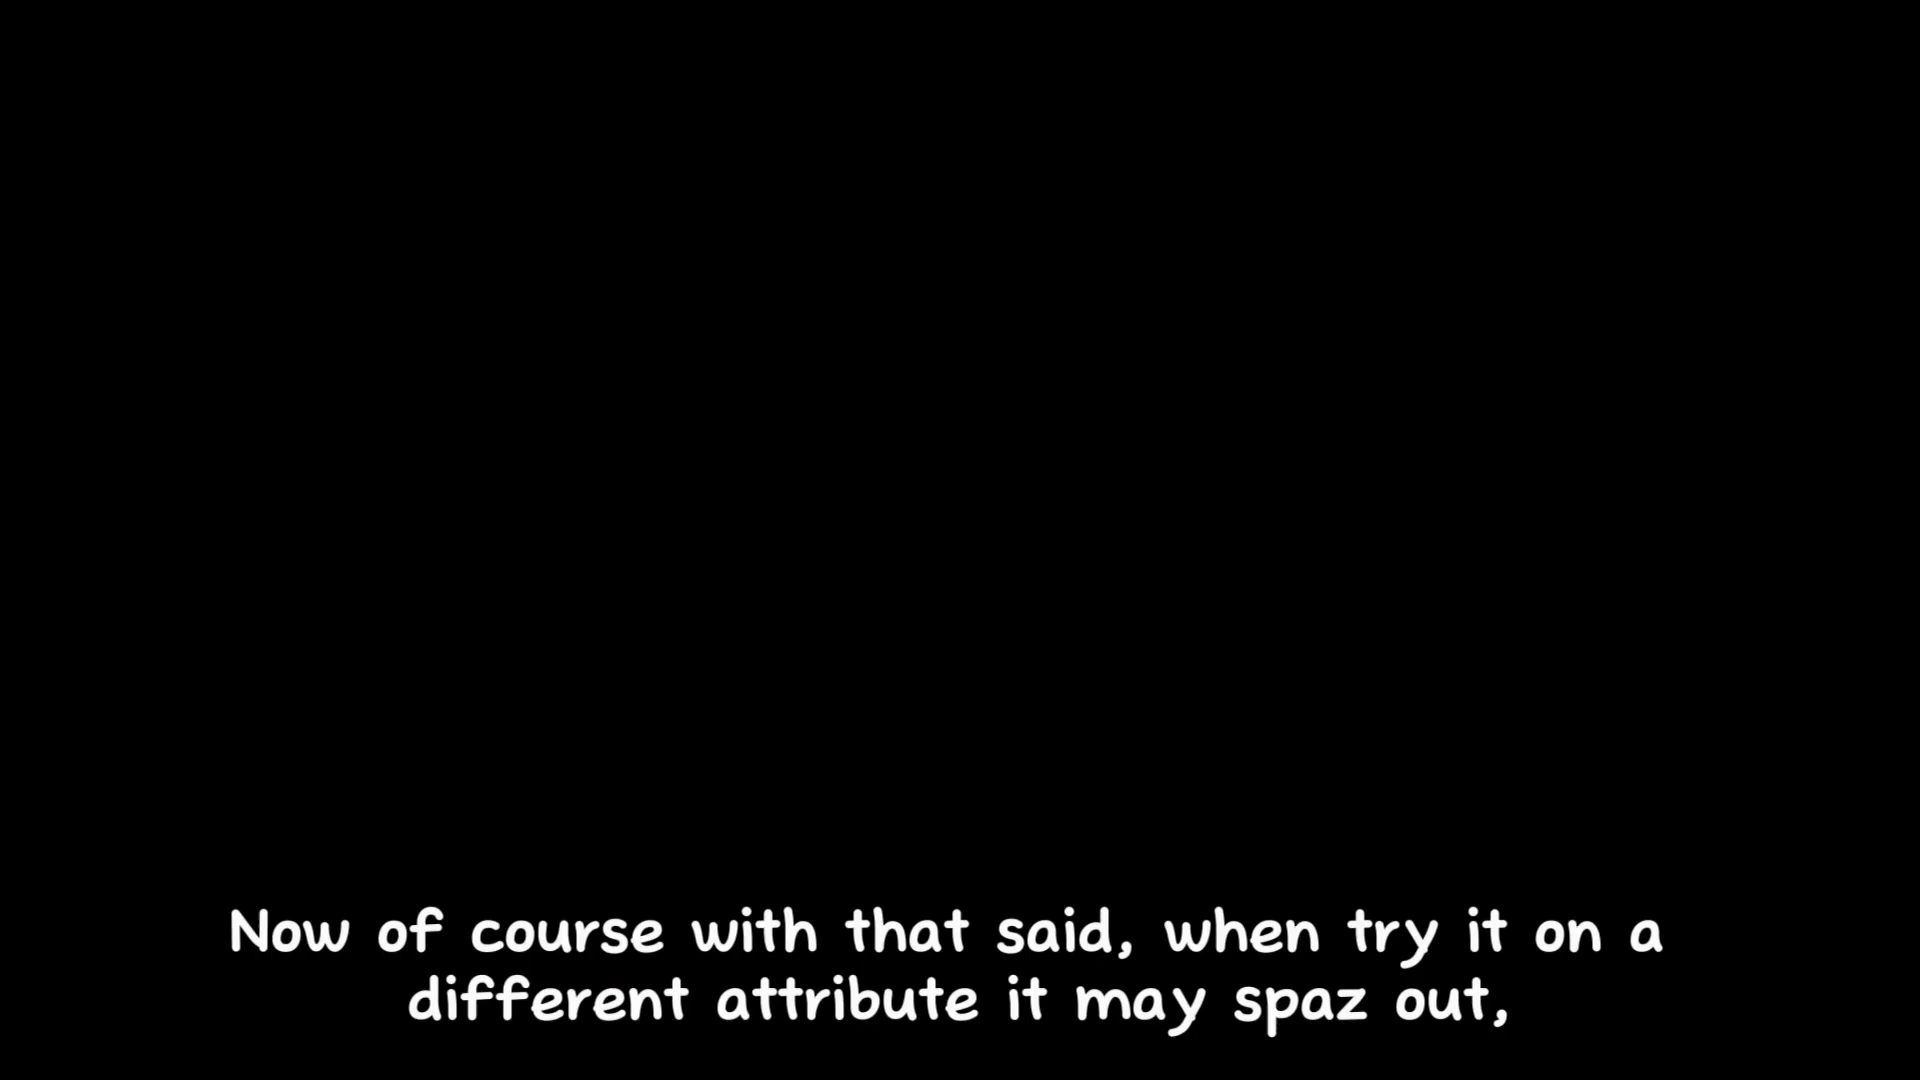 Now of course with that said, when try it on a
different attribute it may spaz out,